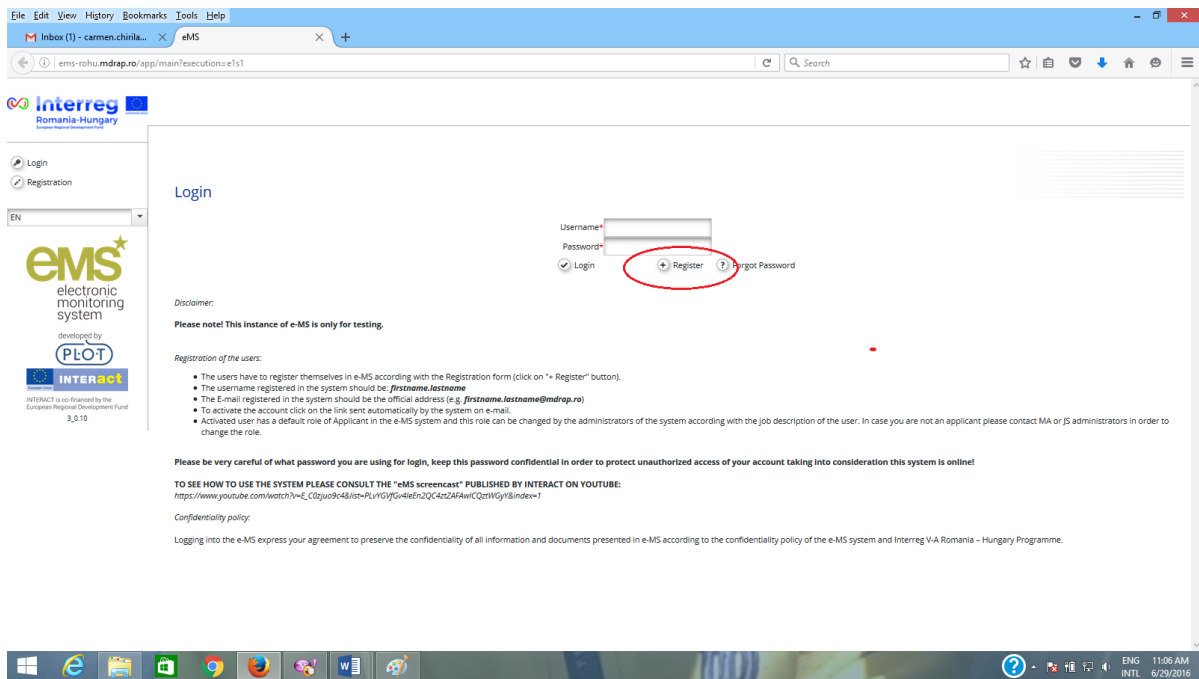 File Edit View History Bookmarks Tools Help
Inbox (1) - carmen.chirila...
eMS
ems-rohu.mdrap.ro/app/main?execution=e1s1
Search
Interreg
Romania-Hungary
European Regional Development Fund
Login
Registration
EN
eMS
electronic
monitoring
system
developed by
PLOT
European Union
INTERact
INTERACT is co-financed by the
European Regional Development Fund
3_0.10
Login
Username*
Password*
Login Register Forgot Password
Disclaimer:
Please note! This instance of e-MS is only for testing.
Registration of the users:
• The users have to register themselves in e-MS according with the Registration form (click on "+ Register" button).
• The username registered in the system should be: firstname.lastname
• The E-mail registered in the system should be the official address (e.g. firstname.lastname@mdrap.ro)
• To activate the account click on the link sent automatically by the system on e-mail.
• Activated user has a default role of Applicant in the e-MS system and this role can be changed by the administrators of the system according with the job description of the user. In case you are not an applicant please contact MA or JS administrators in order to
change the role.
Please be very careful of what password you are using for login, keep this password confidential in order to protect unauthorized access of your account taking into consideration this system is online!
TO SEE HOW TO USE THE SYSTEM PLEASE CONSULT THE "eMS screencast" PUBLISHED BY INTERACT ON YOUTUBE:
https://www.youtube.com/watch?v=E_C0zjuo9c4&list=PLvYGVfGv4IeEn2QC4ztZAFAwICQztWGyY&index=1
Confidentiality policy:
Logging into the e-MS express your agreement to preserve the confidentiality of all information and documents presented in e-MS according to the confidentiality policy of the e-MS system and Interreg V-A Romania – Hungary Programme.
ENG 11:06 AM
INTL 6/29/2016